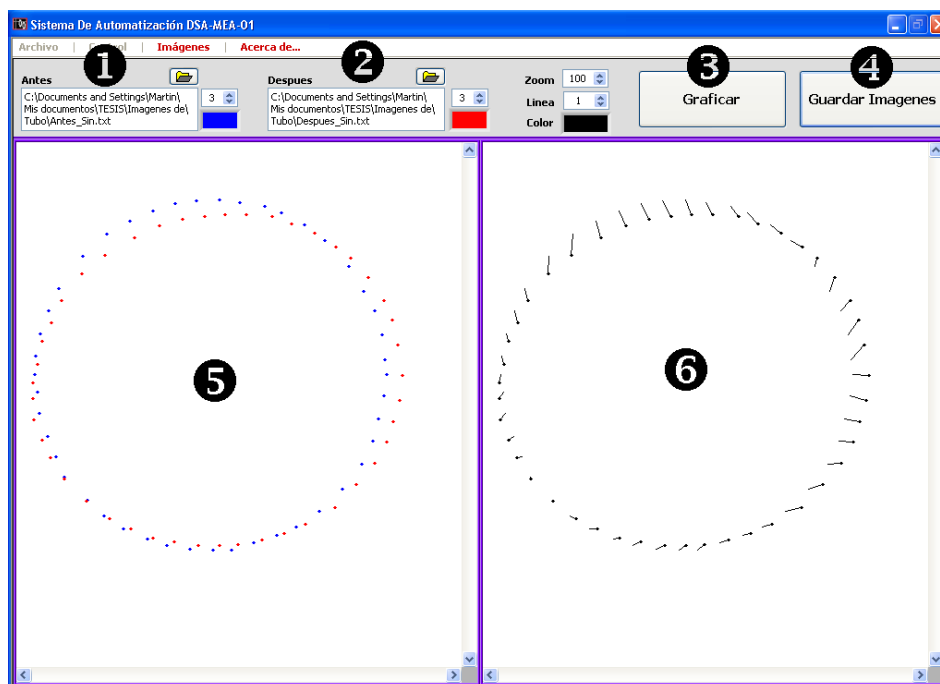 Sistema De Automatización DSA-MEA-01
Archivo | Control | Imágenes | Acerca de...
1
2
3
4
Antes
C:\Documents and Settings\Martin\
Mis documentos\TESIS\Imagenes de\
Tubo\Antes_Sin.txt
3
Despues
C:\Documents and Settings\Martin\
Mis documentos\TESIS\Imagenes de\
Tubo\Despues_Sin.txt
3
Zoom 100
Linea 1
Color
Graficar
Guardar Imagenes
5
6